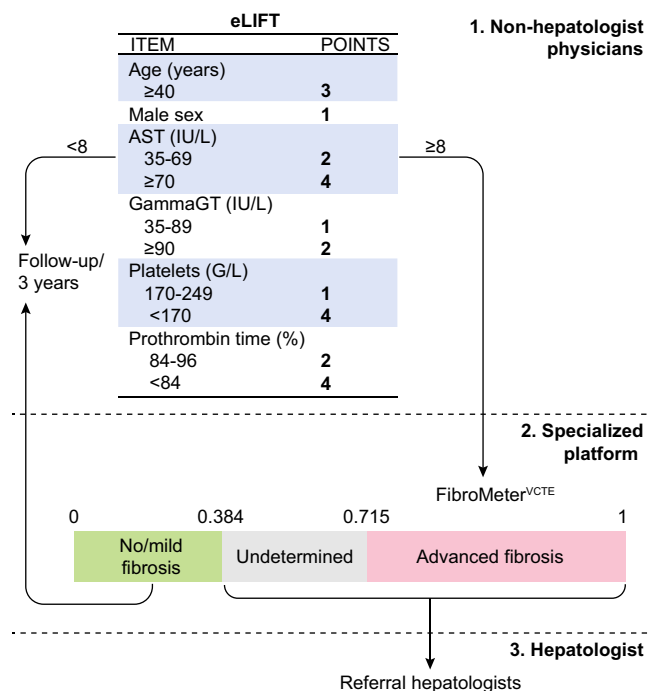 eLIFT
1. Non-hepatologist
physicians
ITEM POINTS
Age (years)
≥40 3
Male sex 1
AST (IU/L)
35-69 2
≥70 4
GammaGT (IU/L)
35-89 1
≥90 2
Platelets (G/L)
170-249 1
<170 4
Prothrombin time (%)
84-96 2
<84 4
<8
≥8
Follow-up/
3 years
2. Specialized
platform
FibroMeterVCTE
0 0.384 0.715 1
No/mild
fibrosis
Undetermined
Advanced fibrosis
3. Hepatologist
Referral hepatologists